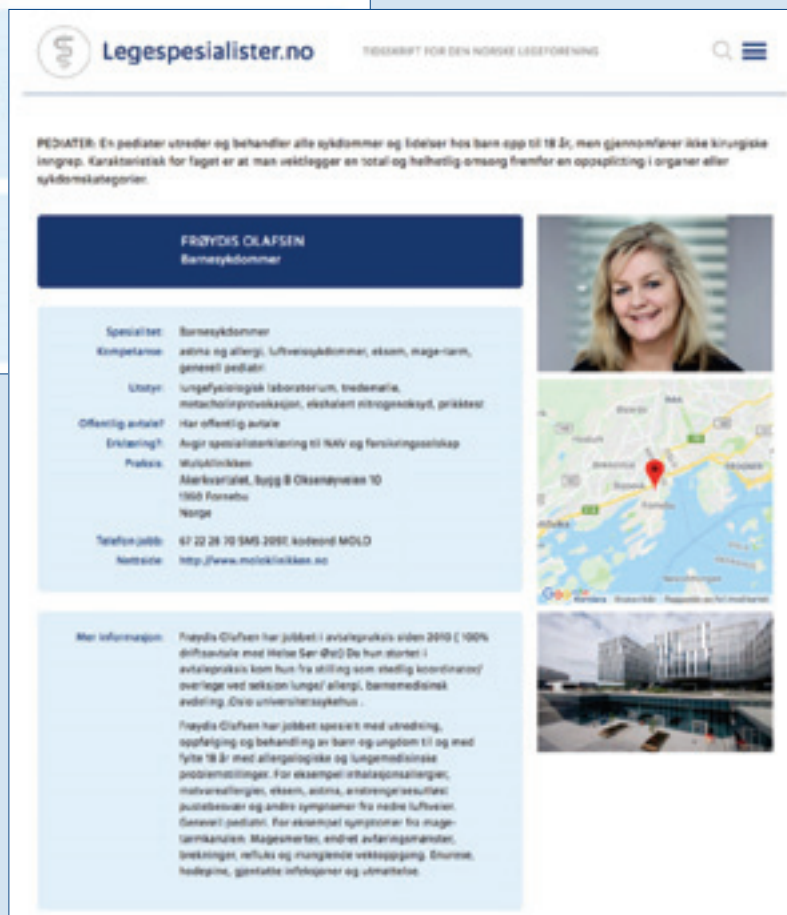 Legespesialister.no
TIDSSKRIFT FOR DEN NORSKE LEGEFORENING
PEDIATER: En pediater utreder og behandler alle sykdommer og lidelser hos barn opp til 18 år, men gjennomfører ikke kirurgiske
inngrep. Karakteristisk for faget er at man vektlegger en total og helhetlig omsorg fremfor en oppsplitting i organer eller
sykdomskategorier.
FRØYDIS OLAFSEN
Barnesykdommer
Spesialitet: Barnesykdommer
Kompetanse: astma og allergi, luftveissykdommer, eksem, mage-tarm,
generell pediatri
Utstyr: lungefysiologisk laboratorium, tredemølle,
metacholinprovokasjon, ekshalert nitrogenoksyd, prikktest
Offentlig avtale? Har offentlig avtale
Erklæring?: Avgir spesialisterklæring til NAV og forsikringsselskap
Praksis: Moloklinikken
Akerkvartalet, bygg B Oksenøyveien 10
1366 Fornebu
Norge
Telefon jobb: 67 22 28 70 SMS 2097, kodeord MOLO
Nettside: http://www.moloklinikken.no
Mer informasjon: Frøydis Olafsen har jobbet i avtalepraksis siden 2010 ( 100%
driftsavtale med Helse Sør Øst) Da hun startet i
avtalepraksis kom hun fra stilling som stedlig koordinator/
overlege ved seksjon lunge/ allergi, barnemedisinsk
avdeling ,Oslo universitetssykehus .
Frøydis Olafsen har jobbet spesielt med utredning,
oppfølging og behandling av barn og ungdom til og med
fylte 18 år med allergologiske og lungemedisinske
problemstillinger. For eksempel inhalasjonsallergier,
matvareallergier, eksem, astma, anstrengelsesutløst
pustebesvær og andre symptomer fra nedre luftveier.
Generell pediatri. For eksempel symptomer fra mage-
tarmkanalen. Magesmerter, endret avføringsmønster,
brekninger, refluks og manglende vektoppgang. Enurese,
hodepine, gjentatte infeksjoner og utmattelse.
Fornebu
Google